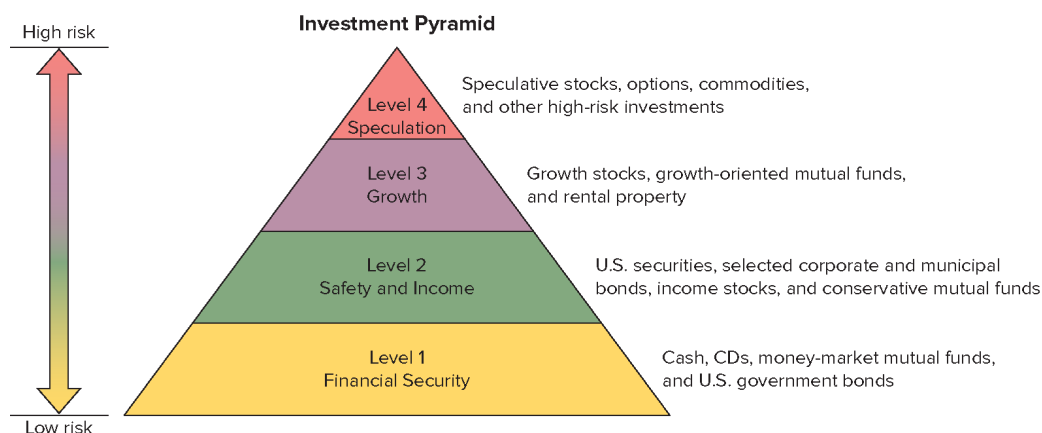 Investment Pyramid
High risk
Level 4
Speculation
Speculative stocks, options, commodities,
and other high-risk investments
Level 3
Growth
Growth stocks, growth-oriented mutual funds,
and rental property
Level 2
Safety and Income
U.S. securities, selected corporate and municipal
bonds, income stocks, and conservative mutual funds
Level 1
Financial Security
Cash, CDs, money-market mutual funds,
and U.S. government bonds
Low risk